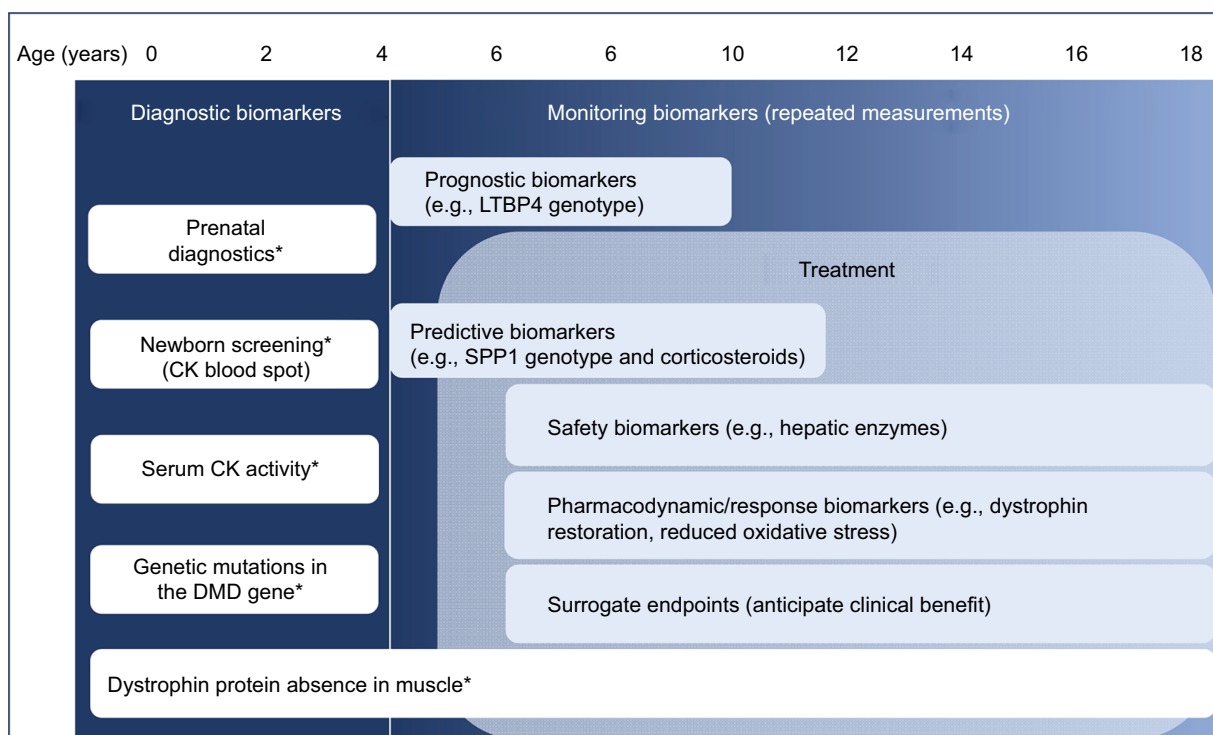 Age (years) 0 2 4 6 6 10 12 14 16 18
Diagnostic biomarkers
Monitoring biomarkers (repeated measurements)
Prognostic biomarkers
(e.g., LTBP4 genotype)
Prenatal
diagnostics*
Treatment
Newborn screening*
(CK blood spot)
Predictive biomarkers
(e.g., SPP1 genotype and corticosteroids)
Safety biomarkers (e.g., hepatic enzymes)
Serum CK activity*
Pharmacodynamic/response biomarkers (e.g., dystrophin
restoration, reduced oxidative stress)
Genetic mutations in
the DMD gene*
Surrogate endpoints (anticipate clinical benefit)
Dystrophin protein absence in muscle*